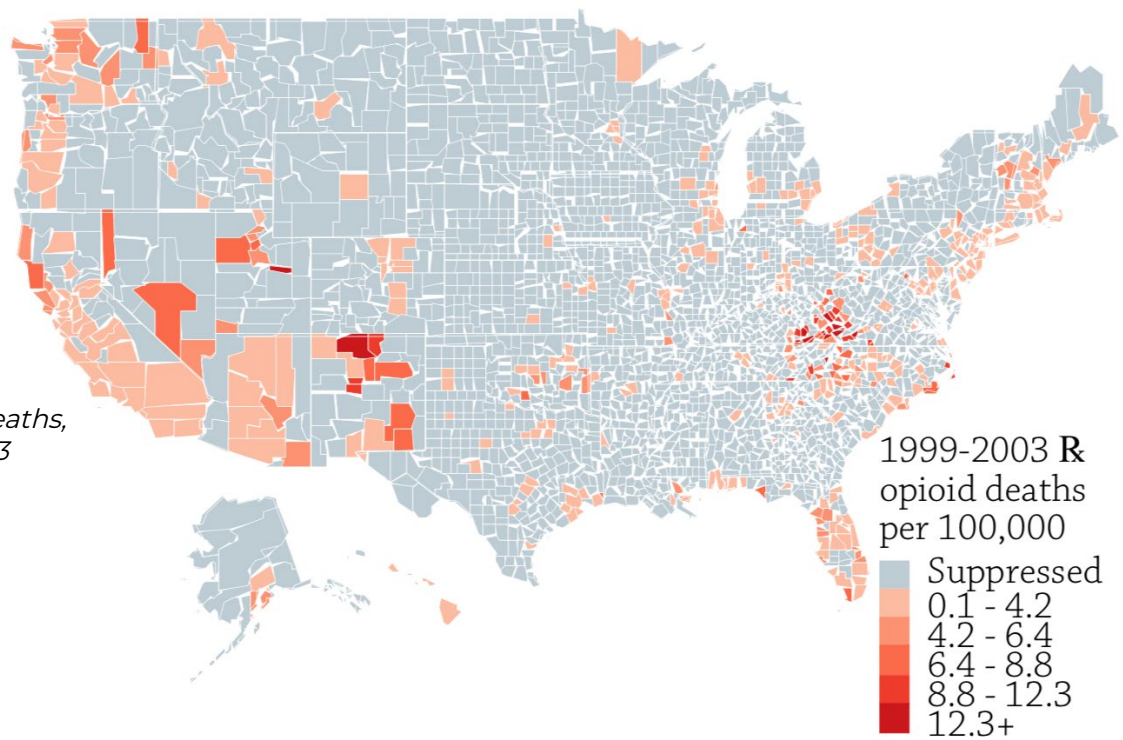 eaths,
3
1999-2003 ℞
opioid deaths
per 100,000
Suppressed
0.1 - 4.2
4.2 - 6.4
6.4 - 8.8
8.8 - 12.3
12.3+